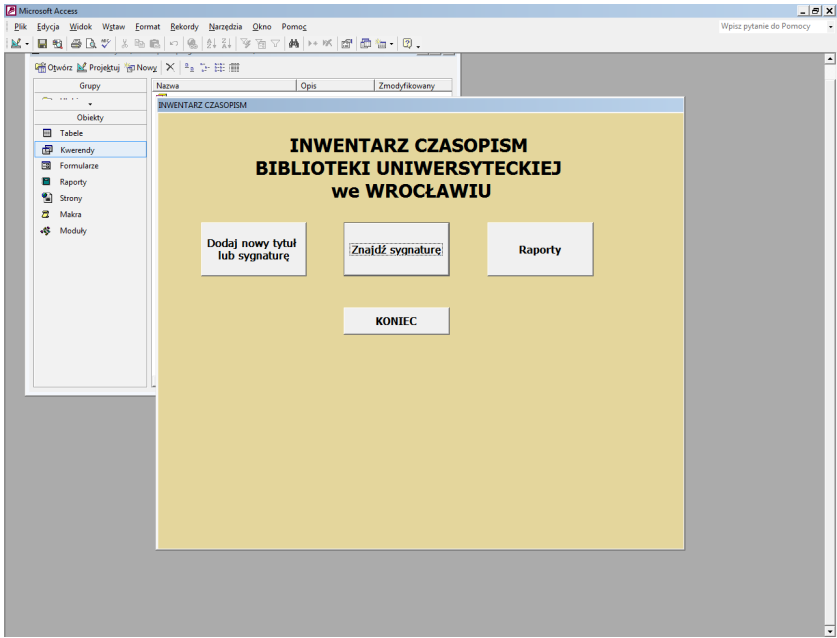 Microsoft Access
Plik Edycja Widok Wstaw Format Rekordy Narzędzia Okno Pomoc
Wpisz pytanie do Pomocy
Otwórz Projektuj Nowy
Grupy
Nazwa Opis Zmodyfikowany
Obiekty
Tabele
Kwerendy
Formularze
Raporty
Strony
Makra
Moduły
INWENTARZ CZASOPISM
INWENTARZ CZASOPISM
BIBLIOTEKI UNIWERSYTECKIEJ
we WROCŁAWIU
Dodaj nowy tytuł
lub sygnaturę
Znajdź sygnaturę
Raporty
KONIEC